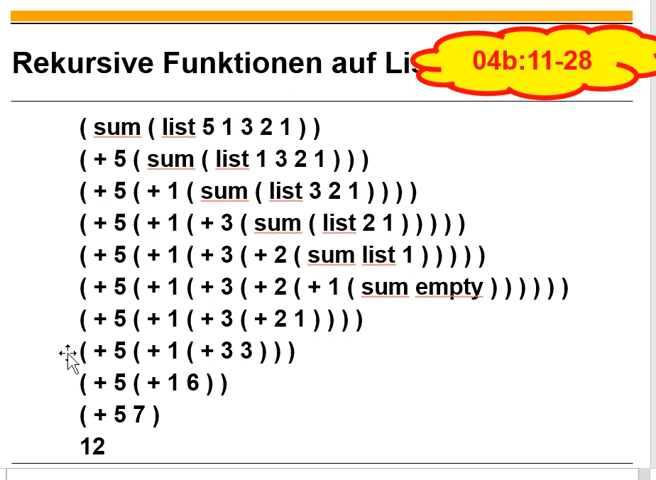 Rekursive Funktionen auf
04b:11-28
( sum ( list 5 1 3 2 1 ) )
( + 5 ( sum ( list 1 3 2 1 ) ) )
( + 5 ( + 1 ( sum ( list 3 2 1 ) ) ) )
( + 5 ( + 1 ( + 3 ( sum ( list 2 1 ) ) ) ) )
( + 5 ( + 1 ( + 3 ( + 2 ( sum list 1 ) ) ) ) )
( + 5 ( + 1 ( + 3 ( + 2 ( + 1 ( sum empty ) ) ) ) ) )
( + 5 ( + 1 ( + 3 ( + 2 1 ) ) ) )
( + 5 ( + 1 ( + 3 3 ) ) )
( + 5 ( + 1 6 ) )
( + 5 7 )
12